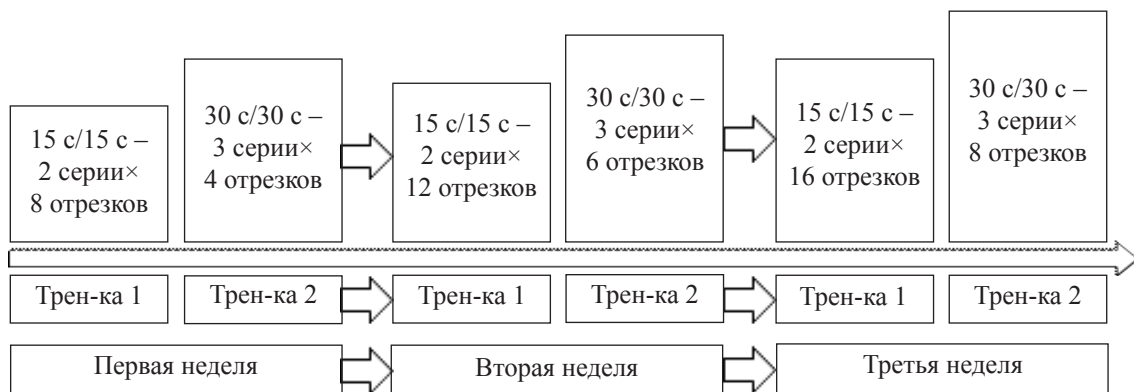 15 с/15 с –
2 серии×
8 отрезков
30 с/30 с –
3 серии×
4 отрезков
15 с/15 с –
2 серии×
12 отрезков
30 с/30 с –
3 серии×
6 отрезков
15 с/15 с –
2 серии×
16 отрезков
30 с/30 с –
3 серии×
8 отрезков
Трен-ка 1
Трен-ка 2
Трен-ка 1
Трен-ка 2
Трен-ка 1
Трен-ка 2
Первая неделя
Вторая неделя
Третья неделя